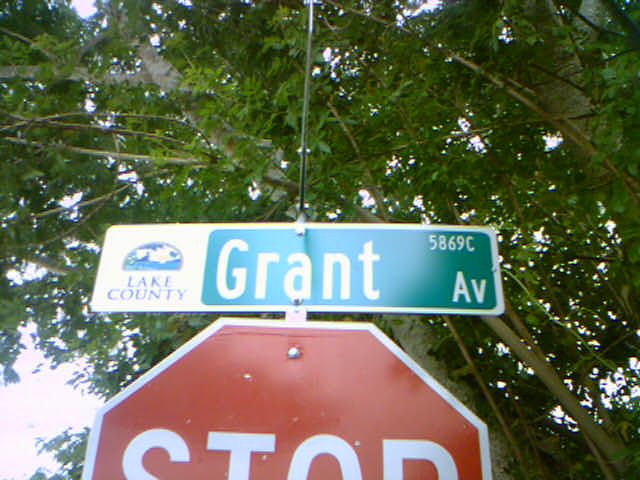 LAKE
COUNTY
Grant Av
5869C
STOP